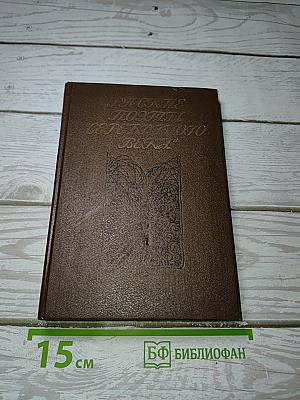 РУССКИЕ
ПОЭТЫ
СЕРЕБРЯНОГО
ВЕКА
15 см
БФ БИБЛИОФАН